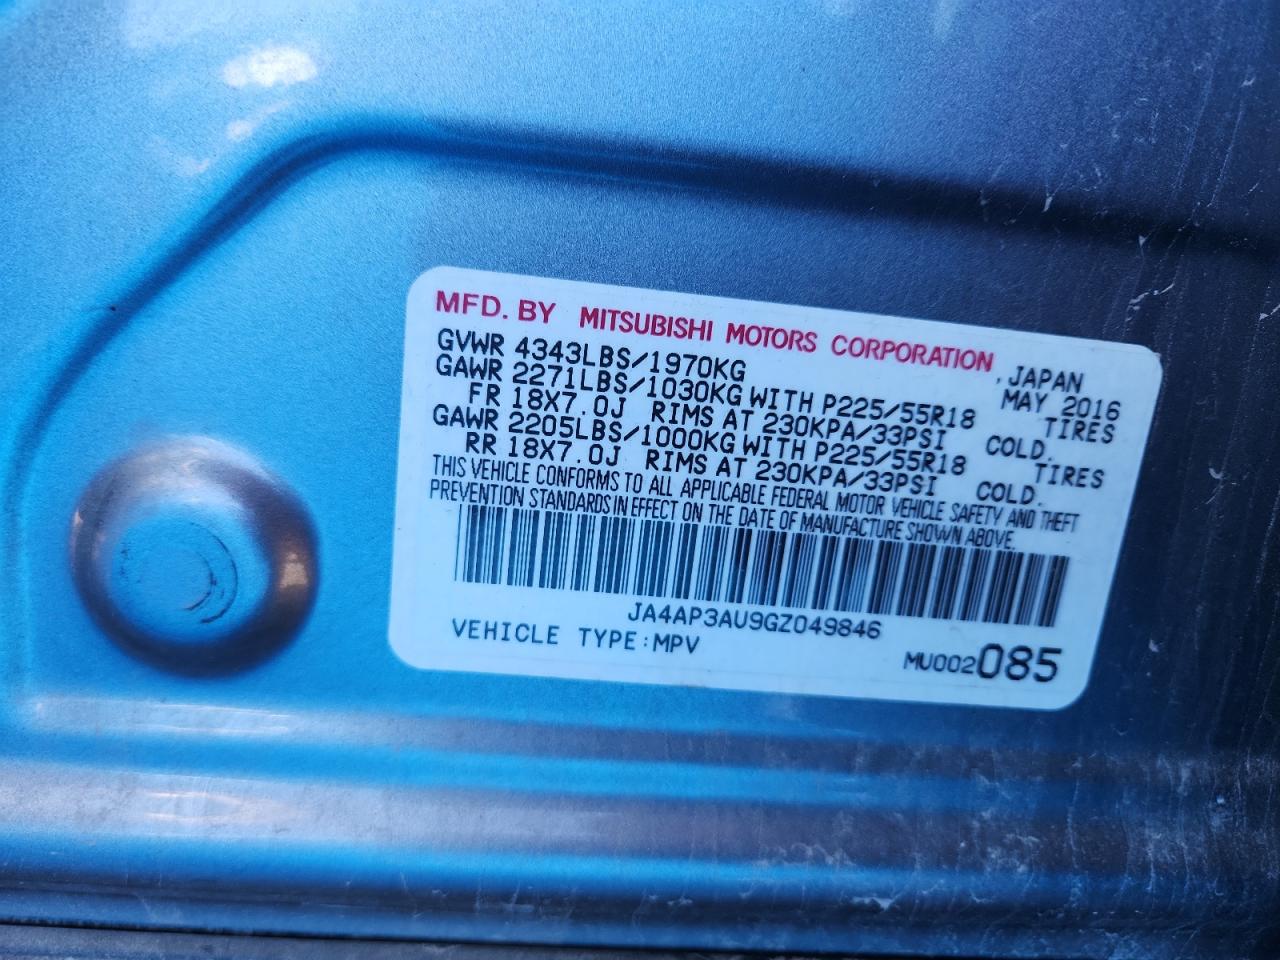 MFD. BY MITSUBISHI MOTORS CORPORATION, JAPAN
GVWR 4343LBS/1970KG MAY 2016
GAWR 2271LBS/1030KG WITH P225/55R18 TIRES
FR 18X7.0J RIMS AT 230KPA/33PSI COLD.
GAWR 2205LBS/1000KG WITH P225/55R18 TIRES
RR 18X7.0J RIMS AT 230KPA/33PSI COLD.
THIS VEHICLE CONFORMS TO ALL APPLICABLE FEDERAL MOTOR VEHICLE SAFETY AND THEFT
PREVENTION STANDARDS IN EFFECT ON THE DATE OF MANUFACTURE SHOWN ABOVE.
JA4AP3AU9GZ049846
VEHICLE TYPE:MPV
MU002085